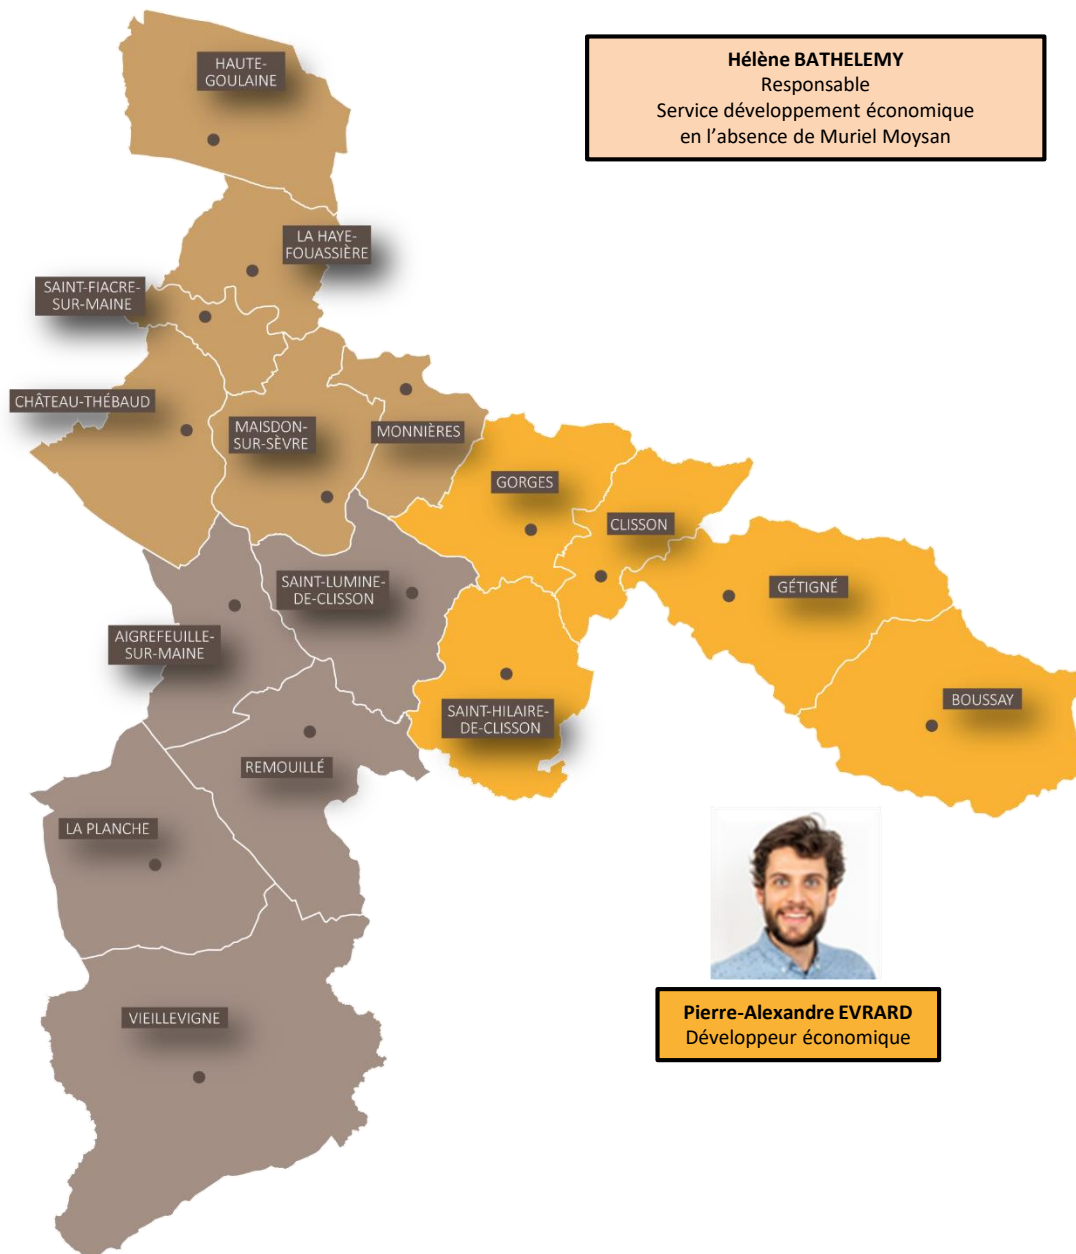 Hélène BATHELEMY
Responsable
Service développement économique
en l’absence de Muriel Moysan
HAUTE-
GOULAINE
LA HAYE-
FOUASSIÈRE
SAINT-FIACRE-
SUR-MAINE
CHÂTEAU-THÉBAUD
MAISDON-
SUR-SÈVRE
MONNIÈRES
GORGES
CLISSON
GÉTIGNÉ
SAINT-LUMINE-
DE-CLISSON
AIGREFEUILLE-
SUR-MAINE
SAINT-HILAIRE-
DE-CLISSON
BOUSSAY
REMOUILLÉ
LA PLANCHE
VIEILLEVIGNE
Pierre-Alexandre EVRARD
Développeur économique